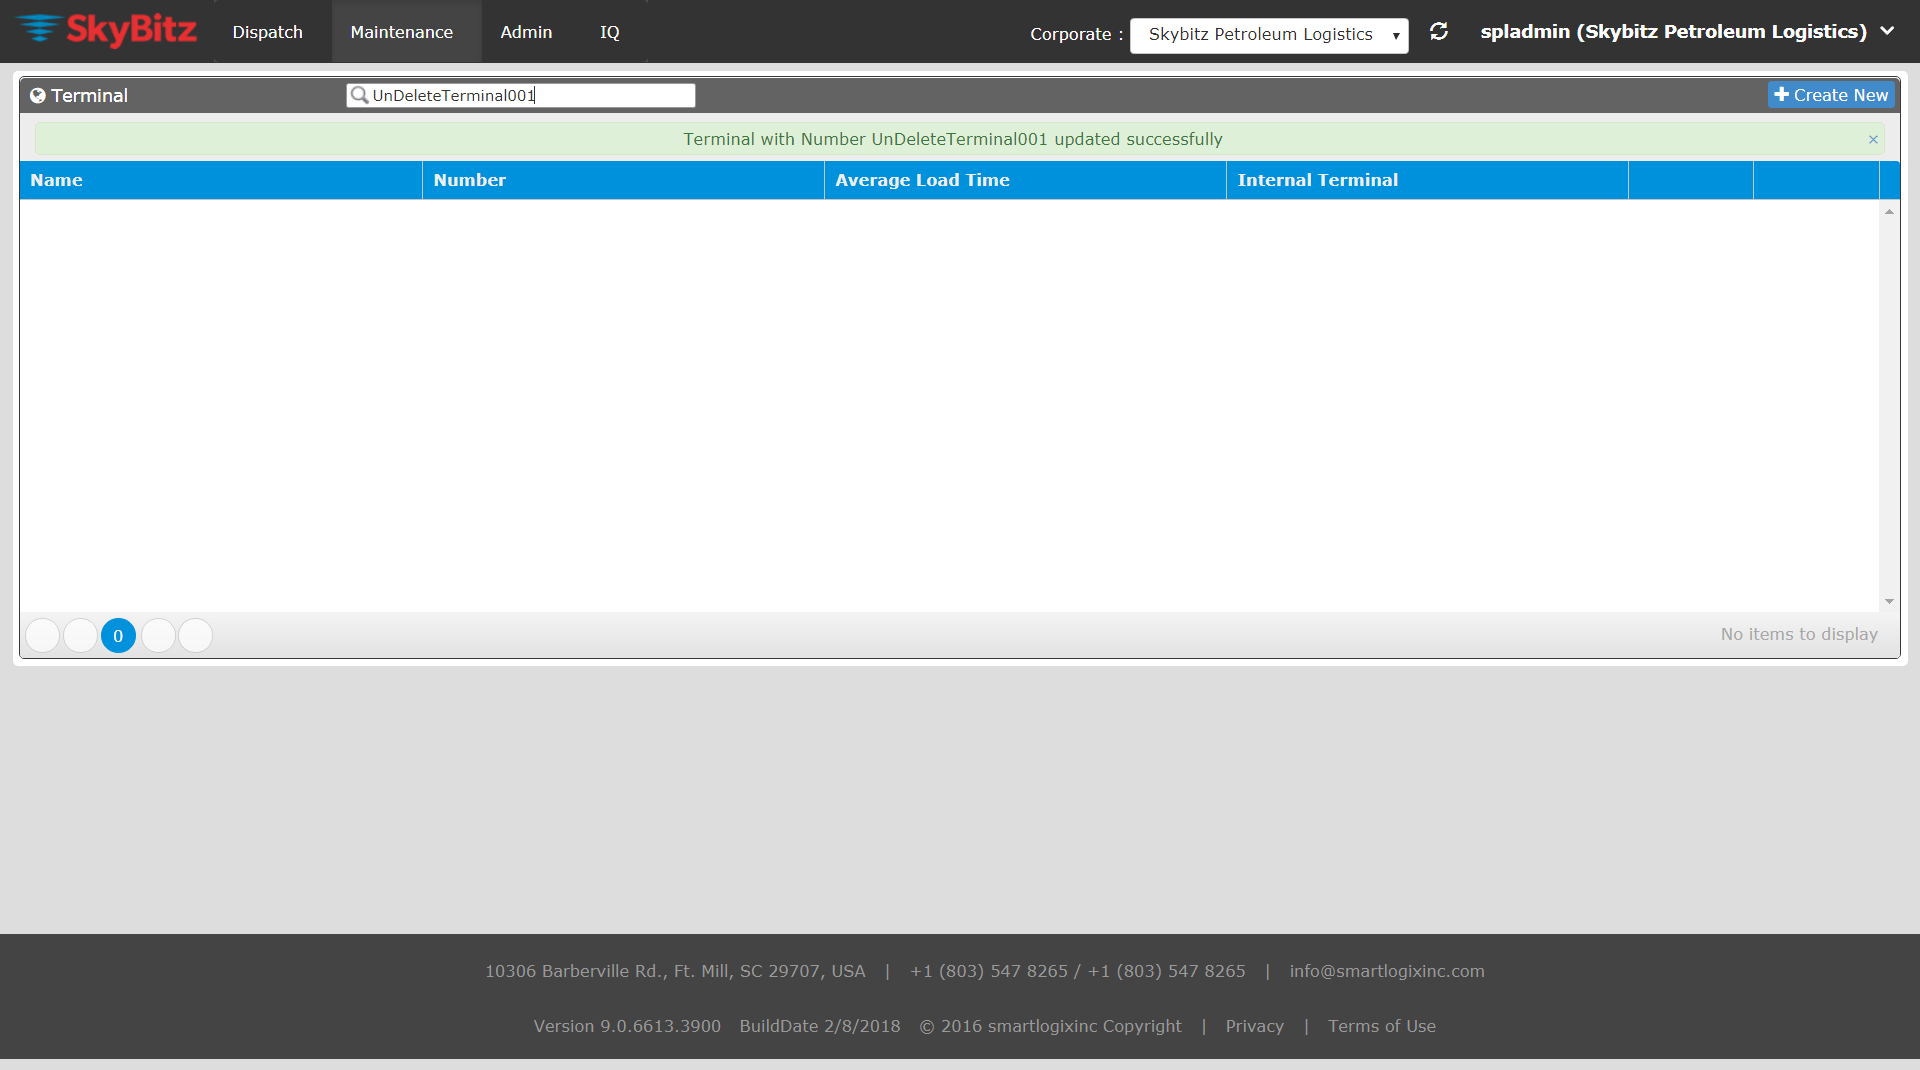 SkyBitz Dispatch Maintenance Admin IQ Corporate : Skybitz Petroleum Logistics spladmin (Skybitz Petroleum Logistics)
Terminal UnDeleteTerminal001 Create New
Terminal with Number UnDeleteTerminal001 updated successfully ×
Name Number Average Load Time Internal Terminal
0 No items to display
10306 Barberville Rd., Ft. Mill, SC 29707, USA | +1 (803) 547 8265 / +1 (803) 547 8265 | info@smartlogixinc.com
Version 9.0.6613.3900 BuildDate 2/8/2018 © 2016 smartlogixinc Copyright | Privacy | Terms of Use